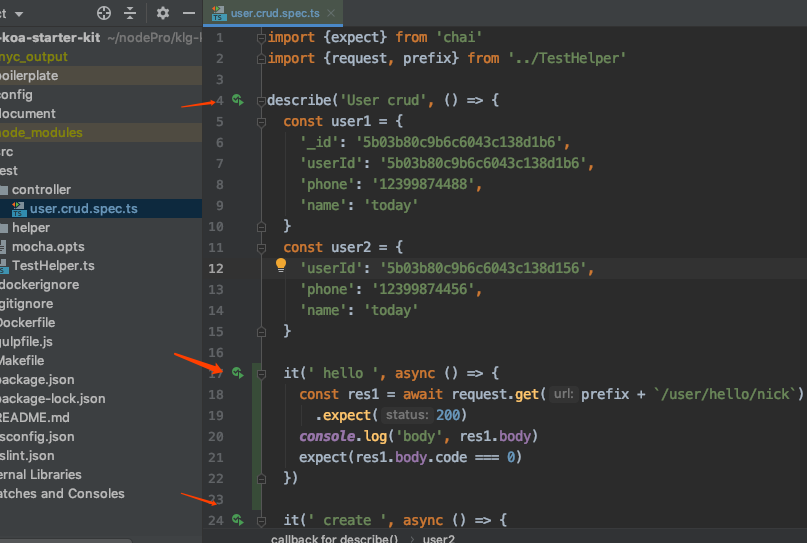 ct
user.crud.spec.ts
-koa-starter-kit ~/nodePro/klg-k
nyc_output
oilerplate
config
document
node_modules
src
test
controller
user.crud.spec.ts
helper
mocha.opts
TestHelper.ts
dockerignore
gitignore
Dockerfile
gulpfile.js
Makefile
package.json
package-lock.json
README.md
tsconfig.json
tslint.json
ernal Libraries
atches and Consoles
1 import {expect} from 'chai'
2 import {request, prefix} from '../TestHelper'
3
4 describe('User crud', () => {
5 const user1 = {
6 '_id': '5b03b80c9b6c6043c138d1b6',
7 'userId': '5b03b80c9b6c6043c138d1b6',
8 'phone': '12399874488',
9 'name': 'today'
10 }
11 const user2 = {
12 'userId': '5b03b80c9b6c6043c138d156',
13 'phone': '12399874456',
14 'name': 'today'
15 }
16
17 it(' hello ', async () => {
18 const res1 = await request.get( url: prefix + `/user/hello/nick`)
19 .expect( status: 200)
20 console.log('body', res1.body)
21 expect(res1.body.code === 0)
22 })
23
24 it(' create ', async () => {
callback for describe() › user2